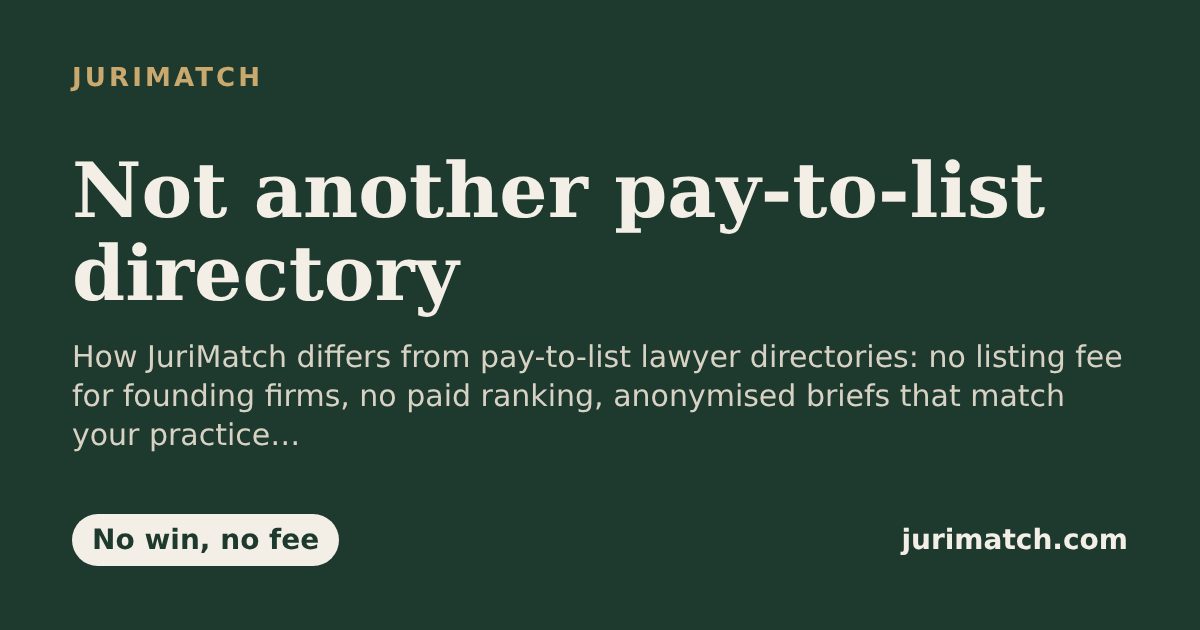 JURIMATCH
Not another pay-to-list
directory
How JuriMatch differs from pay-to-list lawyer directories: no listing fee
for founding firms, no paid ranking, anonymised briefs that match
your practice…
No win, no fee
jurimatch.com